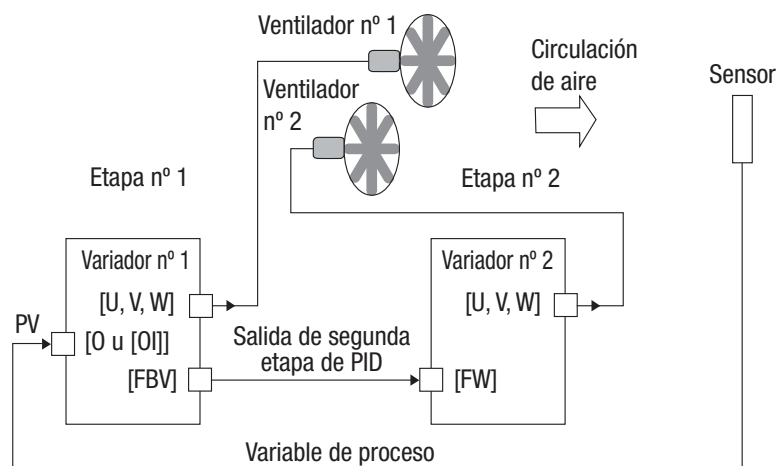 Ventilador nº 1
Ventilador
nº 2
Circulación
de aire
Sensor
Etapa nº 1
Etapa nº 2
Variador nº 1
[U, V, W]
PV
[O u [OI]]
[FBV]
Salida de segunda
etapa de PID
Variador nº 2
[U, V, W]
[FW]
Variable de proceso